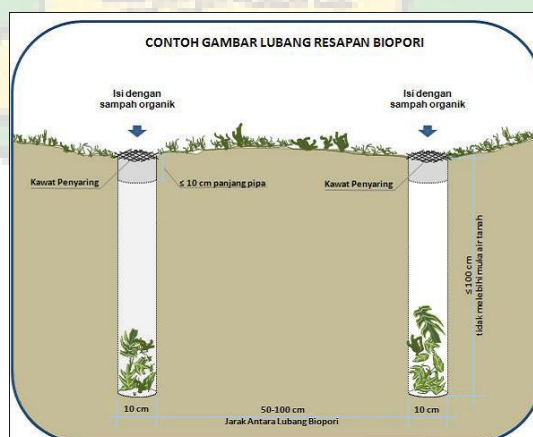 CONTOH GAMBAR LUBANG RESAPAN BIOPORI
Isi dengan
sampah organik
Isi dengan
sampah organik
Kawat Penyaring
≤ 10 cm panjang pipa
Kawat Penyaring
≤ 100 cm
tidak melebihi muka air tanah
10 cm
50-100 cm
10 cm
Jarak Antara Lubang Biopori